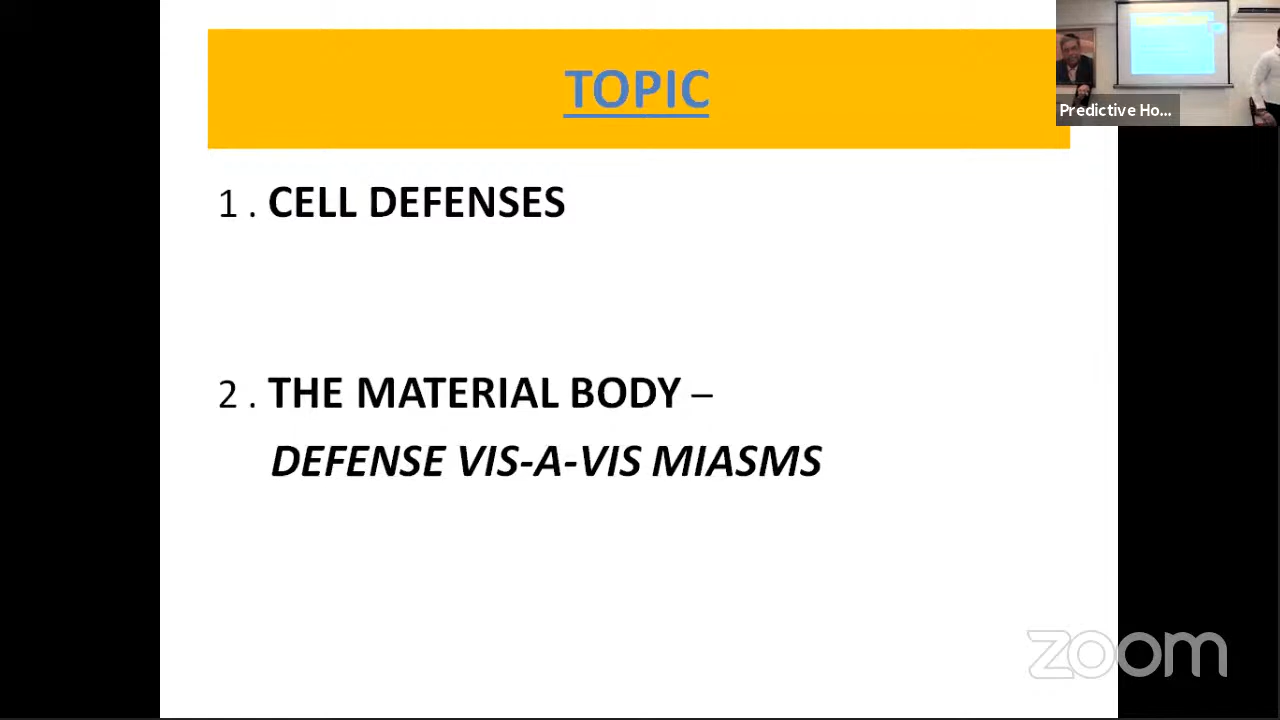 TOPIC
Predictive Ho...
1 . CELL DEFENSES
2 . THE MATERIAL BODY –
DEFENSE VIS-A-VIS MIASMS
zoom